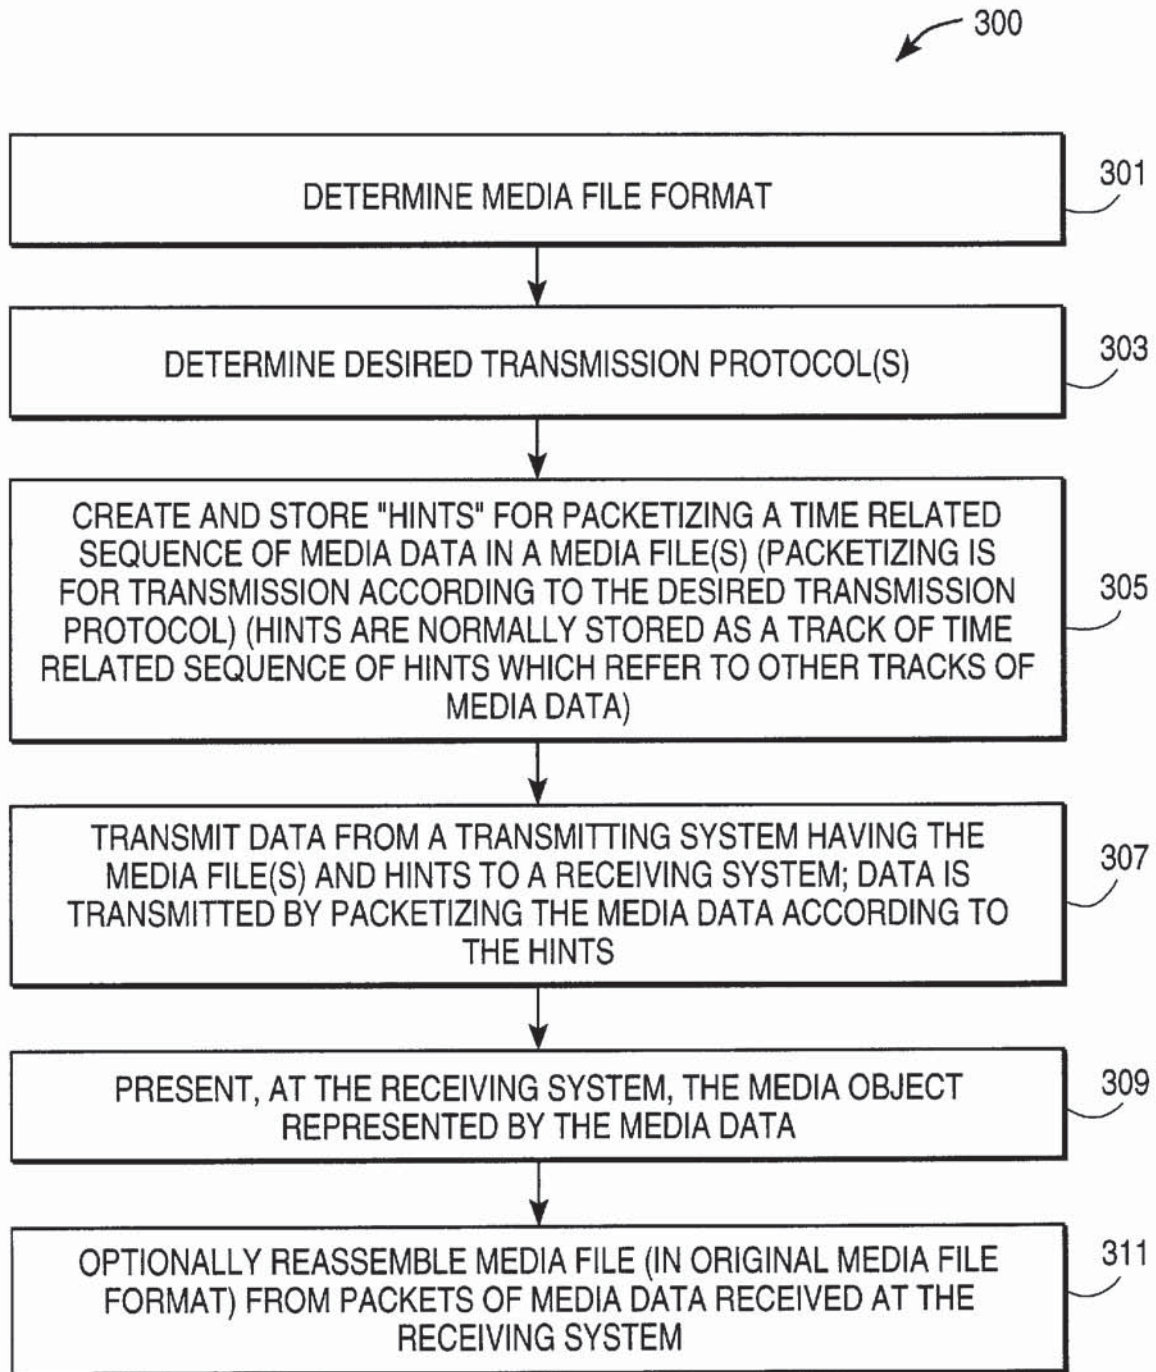 300
DETERMINE MEDIA FILE FORMAT
301
DETERMINE DESIRED TRANSMISSION PROTOCOL(S)
303
CREATE AND STORE "HINTS" FOR PACKETIZING A TIME RELATED
SEQUENCE OF MEDIA DATA IN A MEDIA FILE(S) (PACKETIZING IS
FOR TRANSMISSION ACCORDING TO THE DESIRED TRANSMISSION
PROTOCOL) (HINTS ARE NORMALLY STORED AS A TRACK OF TIME
RELATED SEQUENCE OF HINTS WHICH REFER TO OTHER TRACKS OF
MEDIA DATA)
305
TRANSMIT DATA FROM A TRANSMITTING SYSTEM HAVING THE
MEDIA FILE(S) AND HINTS TO A RECEIVING SYSTEM; DATA IS
TRANSMITTED BY PACKETIZING THE MEDIA DATA ACCORDING TO
THE HINTS
307
PRESENT, AT THE RECEIVING SYSTEM, THE MEDIA OBJECT
REPRESENTED BY THE MEDIA DATA
309
OPTIONALLY REASSEMBLE MEDIA FILE (IN ORIGINAL MEDIA FILE
FORMAT) FROM PACKETS OF MEDIA DATA RECEIVED AT THE
RECEIVING SYSTEM
311